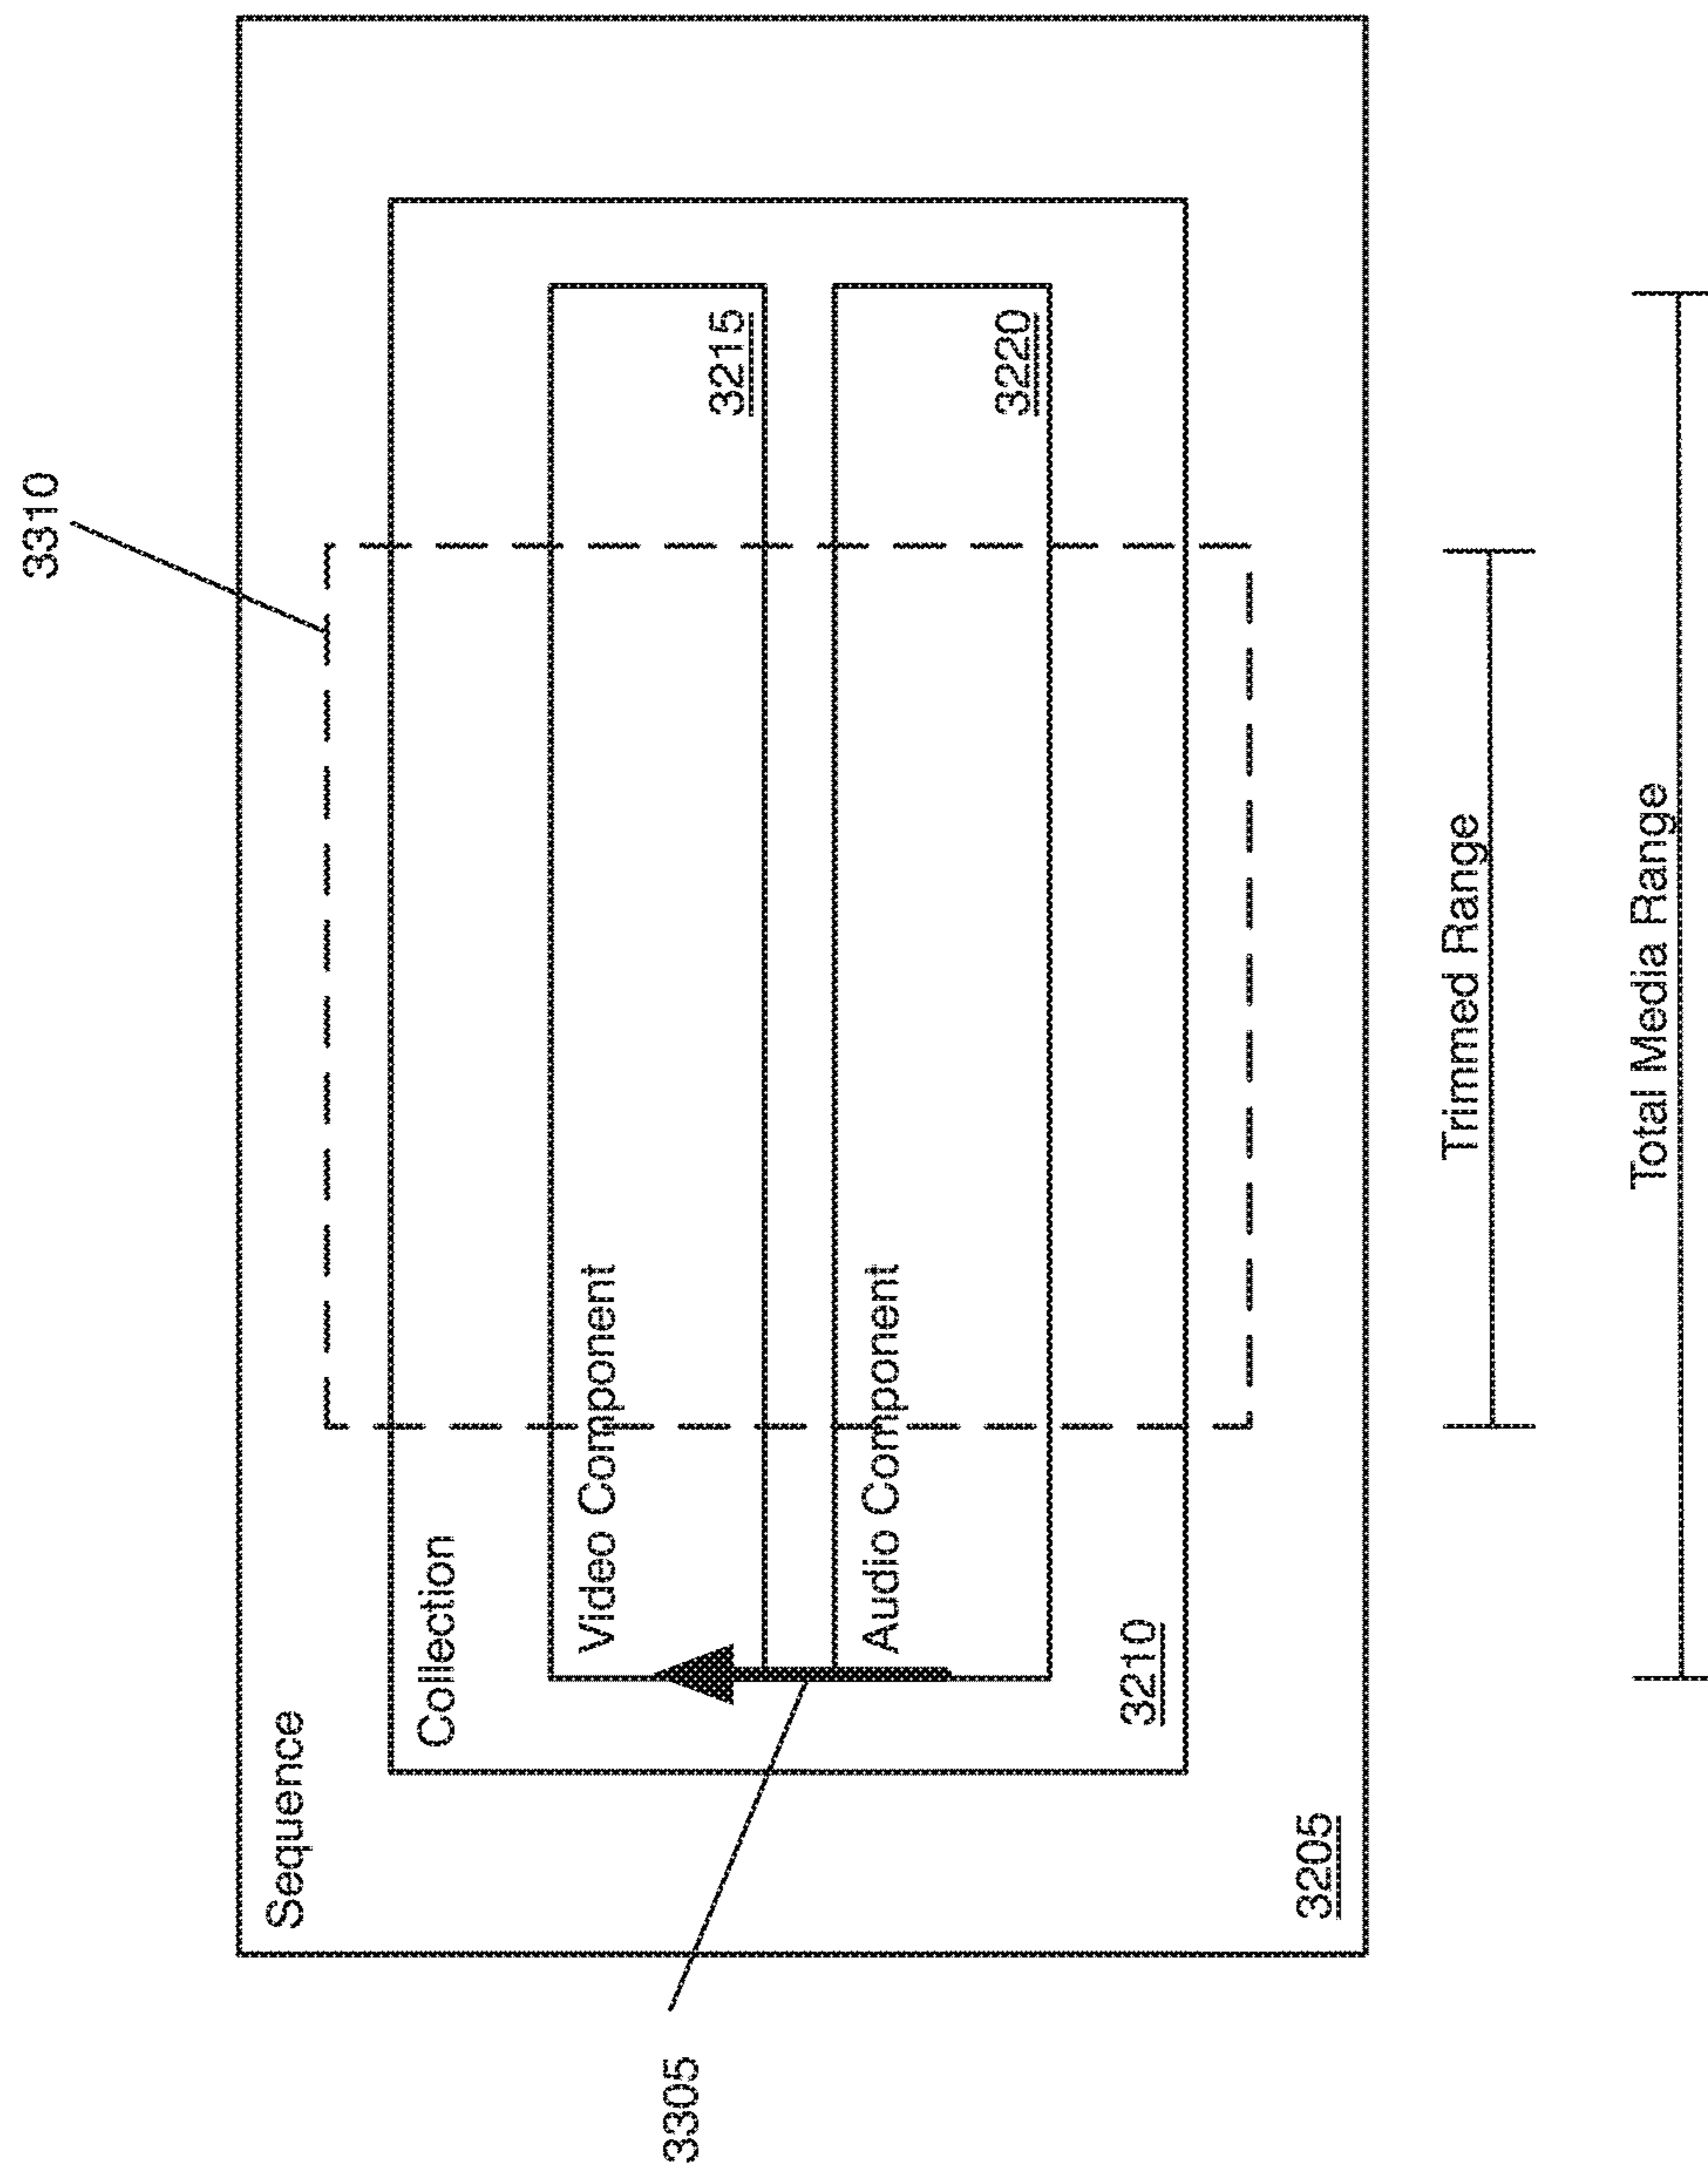 3310
Sequence
Collection
Video Component
3215
Audio Component
3220
3210
3205
3305
Trimmed Range
Total Media Range